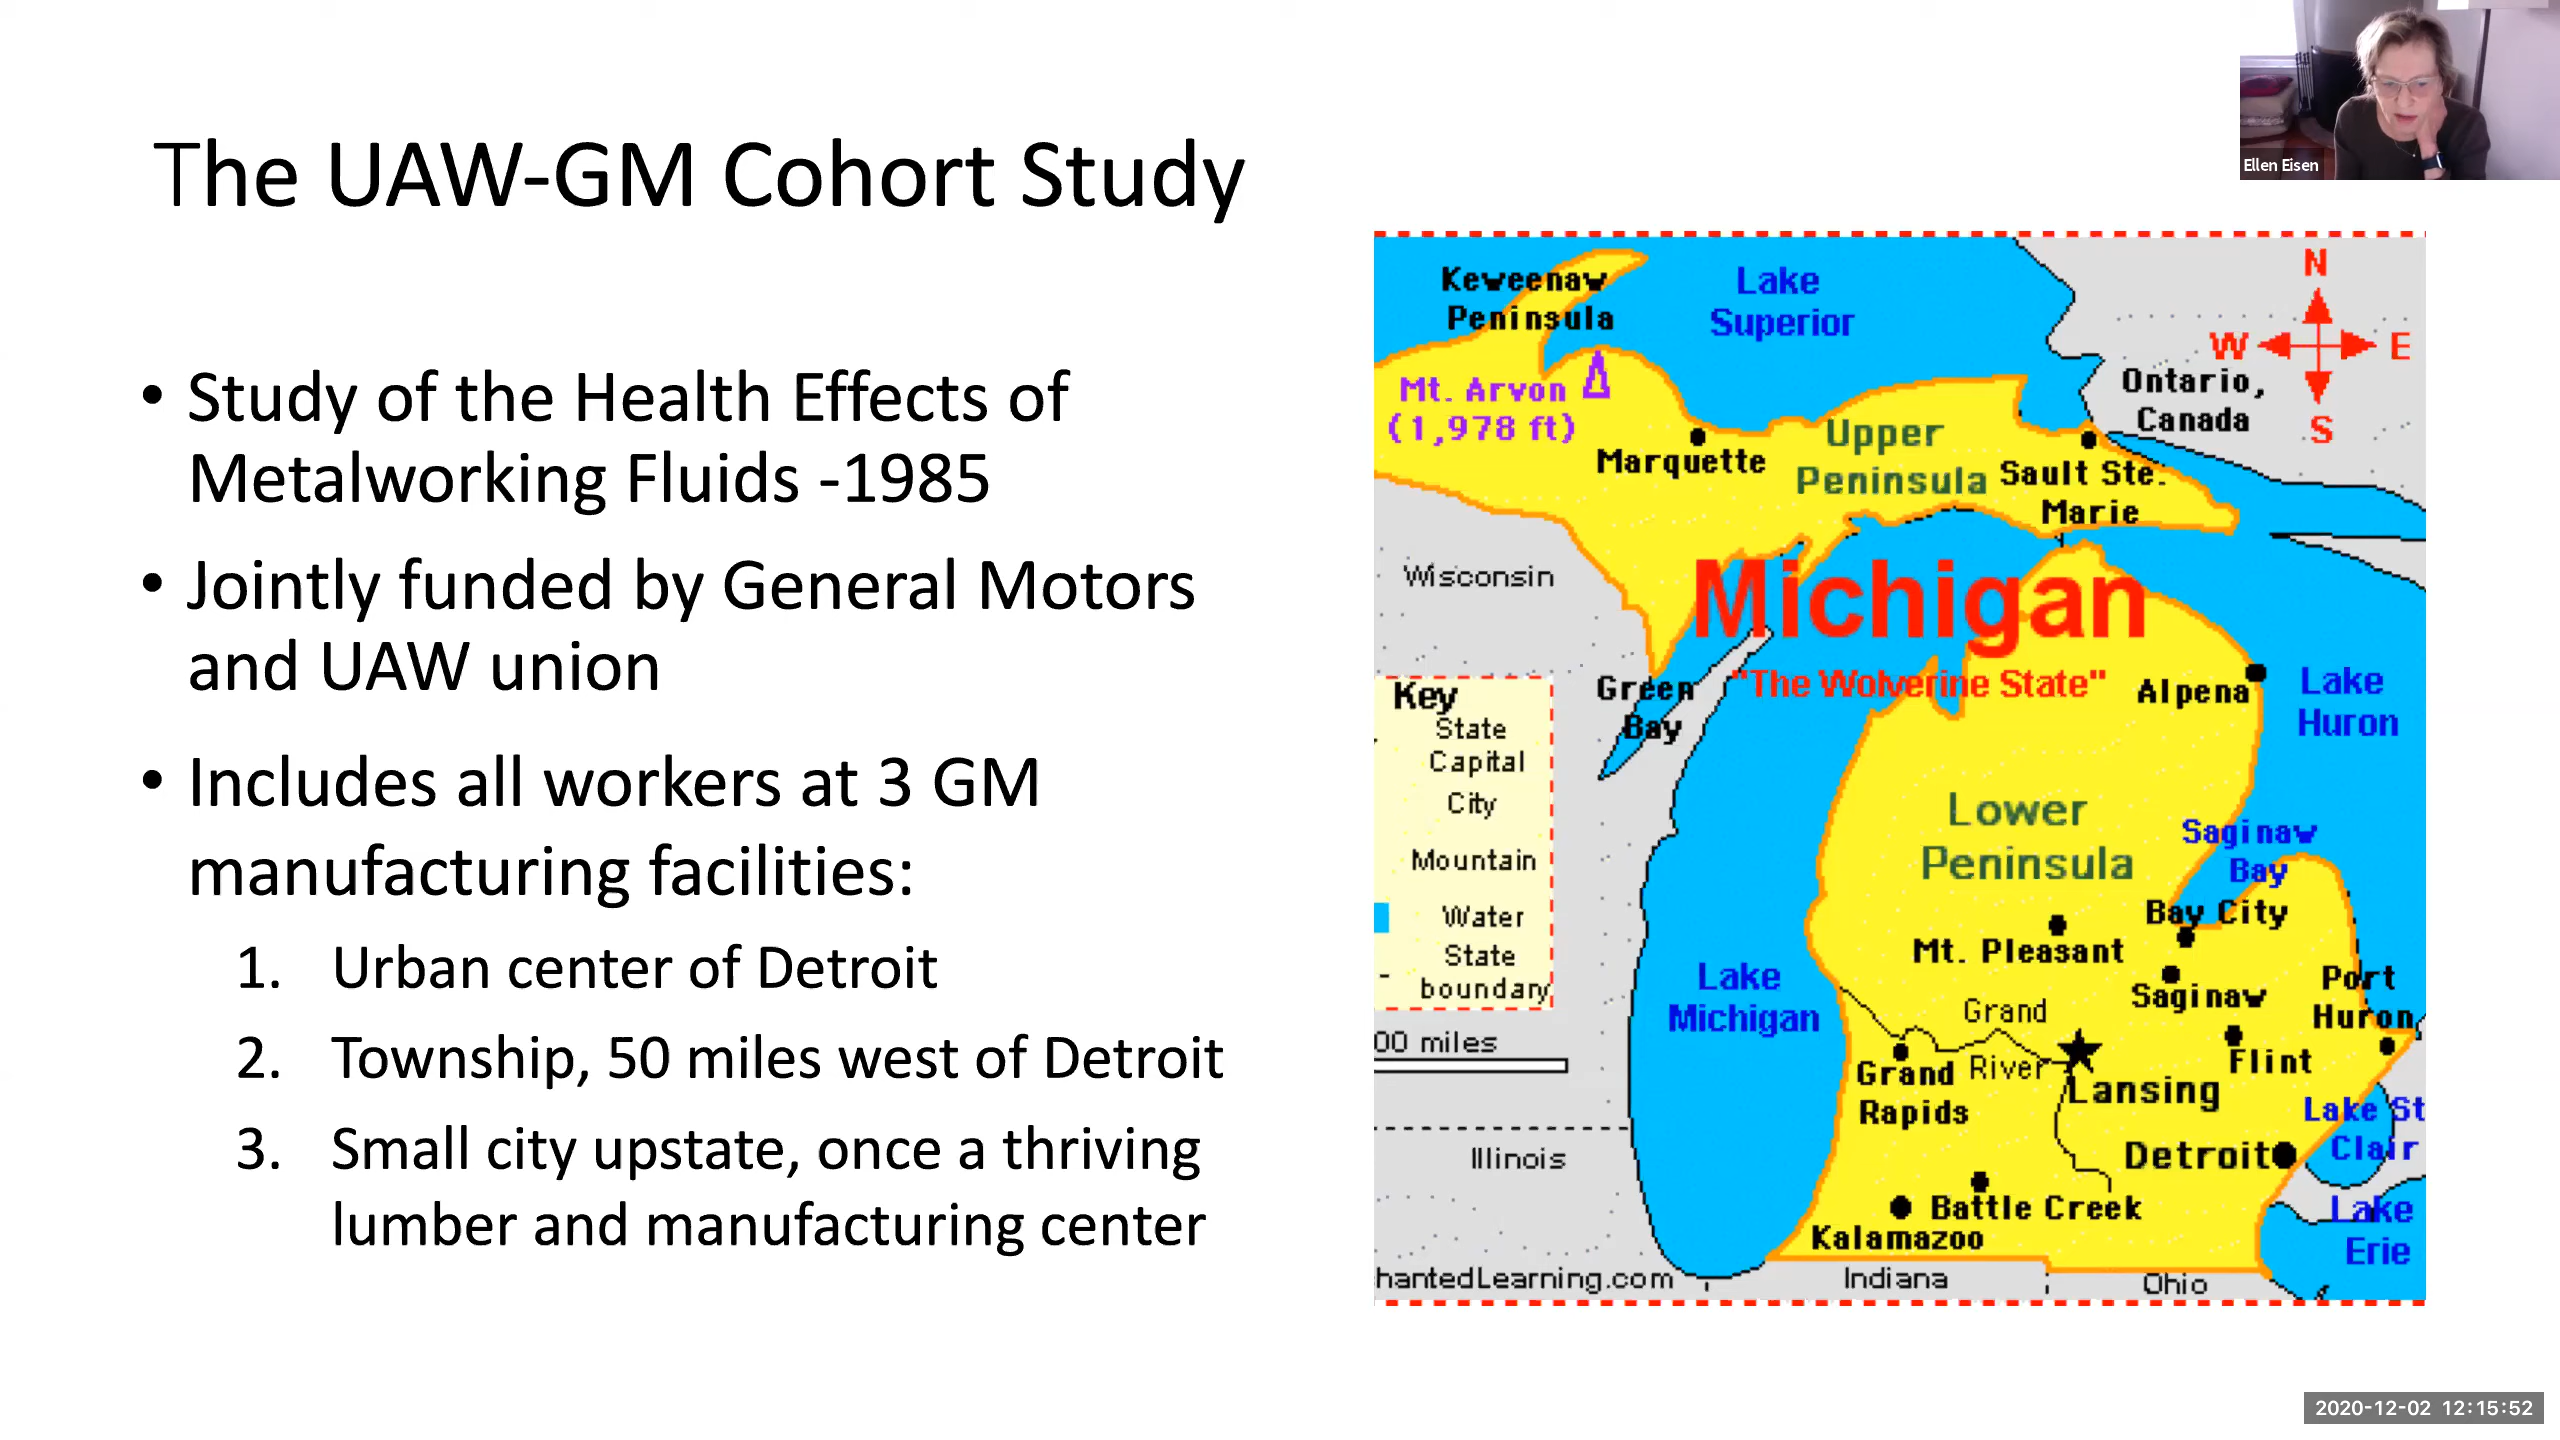 Ellen Eisen
The UAW-GM Cohort Study
• Study of the Health Effects of
Metalworking Fluids -1985
• Jointly funded by General Motors
and UAW union
• Includes all workers at 3 GM
manufacturing facilities:
1. Urban center of Detroit
2. Township, 50 miles west of Detroit
3. Small city upstate, once a thriving
lumber and manufacturing center
Keweenaw
Peninsula
Lake
Superior
N
W E
S
Mt. Arvon
(1,978 ft)
Ontario,
Canada
Marquette
Upper
Peninsula
Sault Ste.
Marie
Wisconsin
Michigan
"The Wolverine State"
Green
Bay
Alpena
Lake
Huron
Key
State
Capital
City
Mountain
Water
State
boundary
00 miles
Lower
Peninsula
Saginaw
Bay
Bay City
Mt. Pleasant
Saginaw
Port
Huron
Lake
Michigan
Grand
River
Flint
Grand
Rapids
Lansing
Lake St
Clair
Detroit
Illinois
Battle Creek
Kalamazoo
Lake
Erie
hantedLearning.com
Indiana
Ohio
2020-12-02 12:15:52